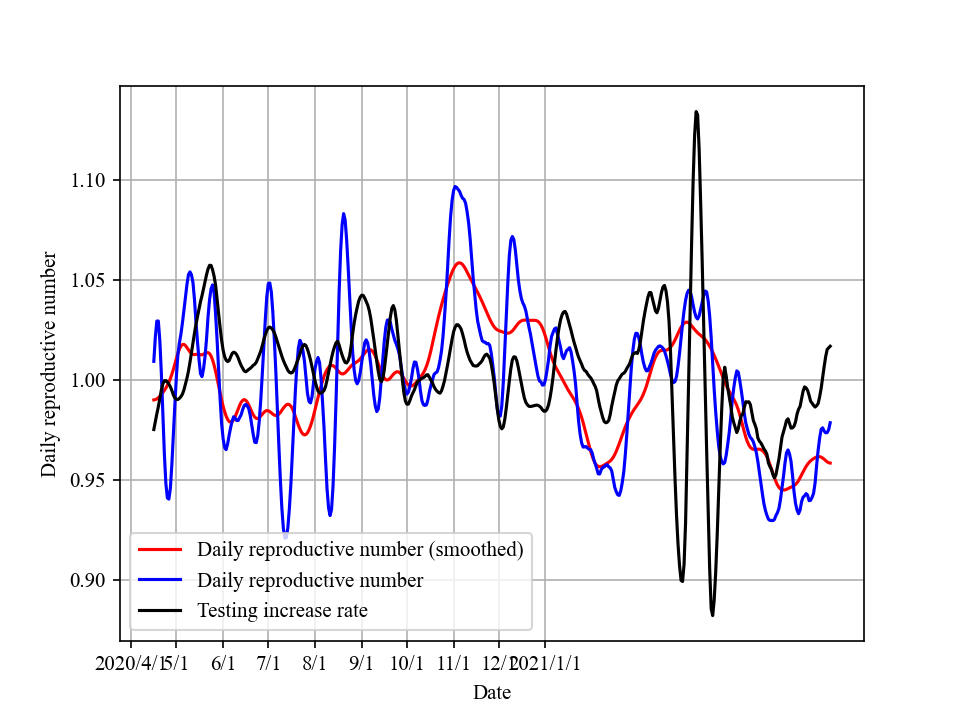 Daily reproductive number
1.10
1.05
1.00
0.95
0.90
Daily reproductive number (smoothed)
Daily reproductive number
Testing increase rate
2020/4/1 5/1 6/1 7/1 8/1 9/1 10/1 11/1 12/1 2021/1/1
Date